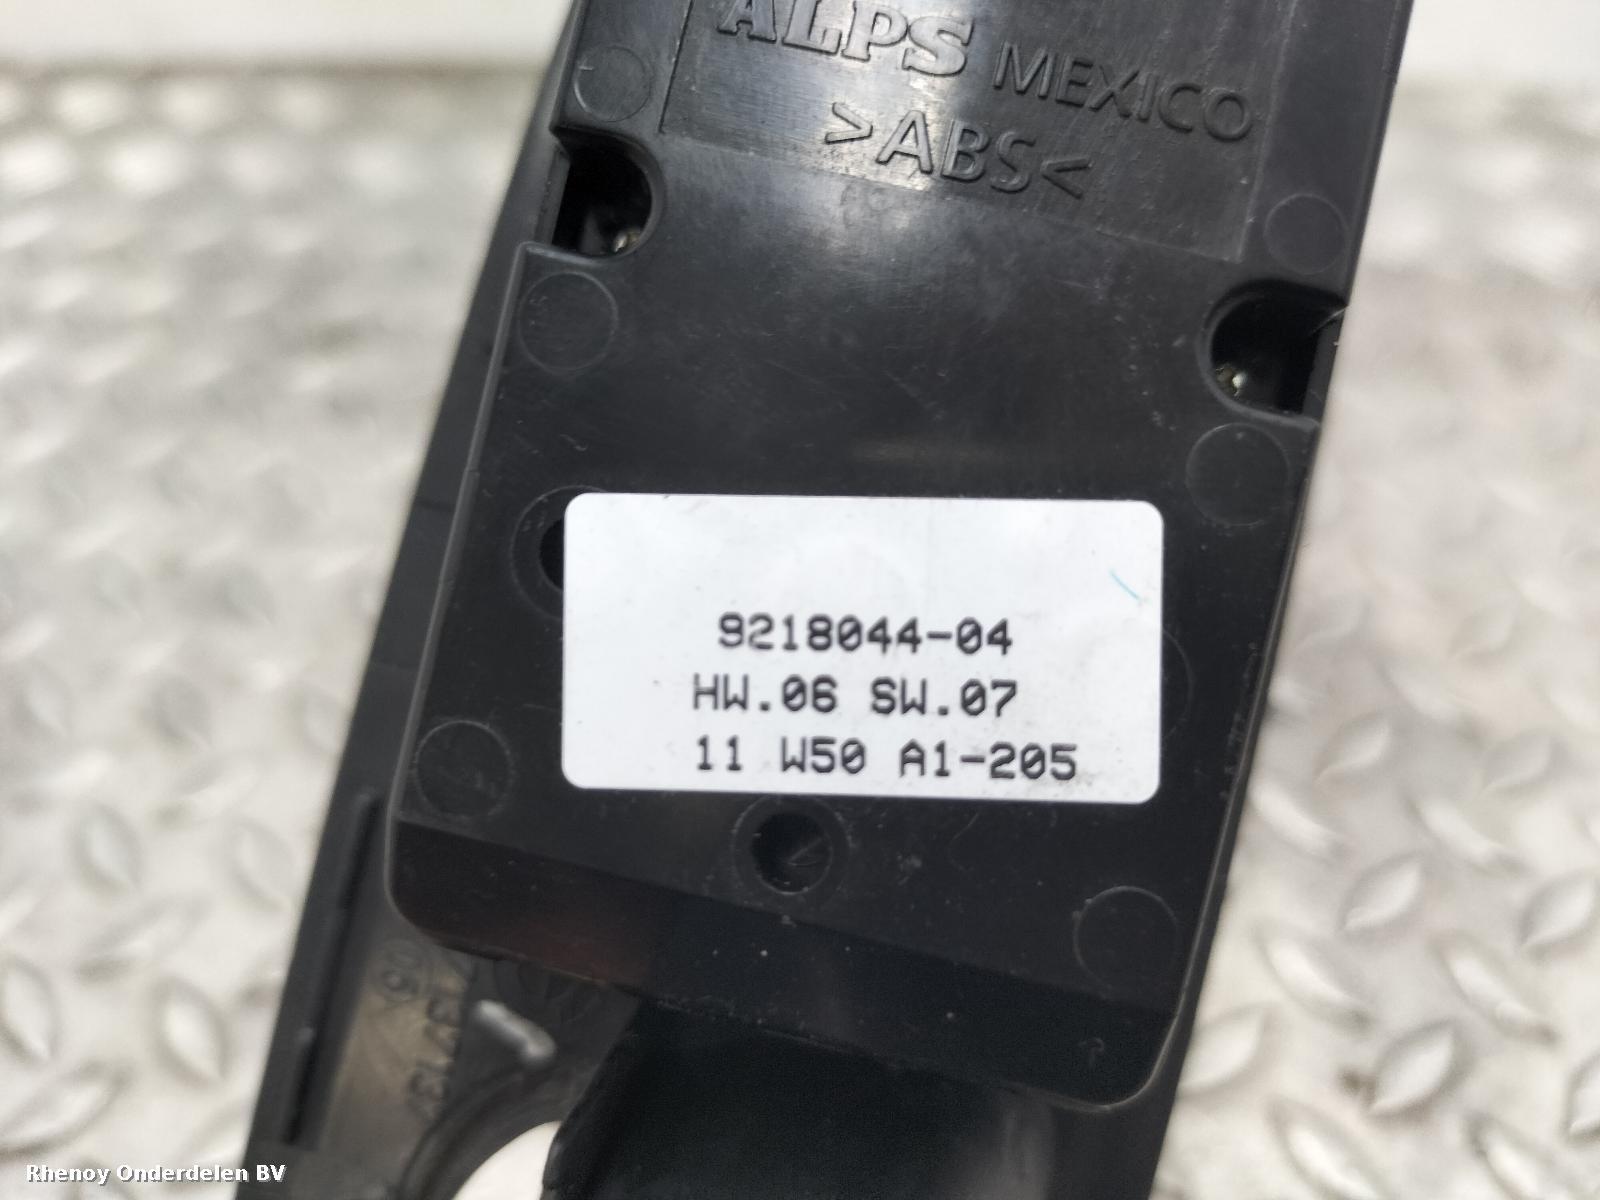 ALPS MEXICO
>ABS<
9218044-04
HW.06 SW.07
11 W50 A1-205
Rhenoy Onderdelen BV